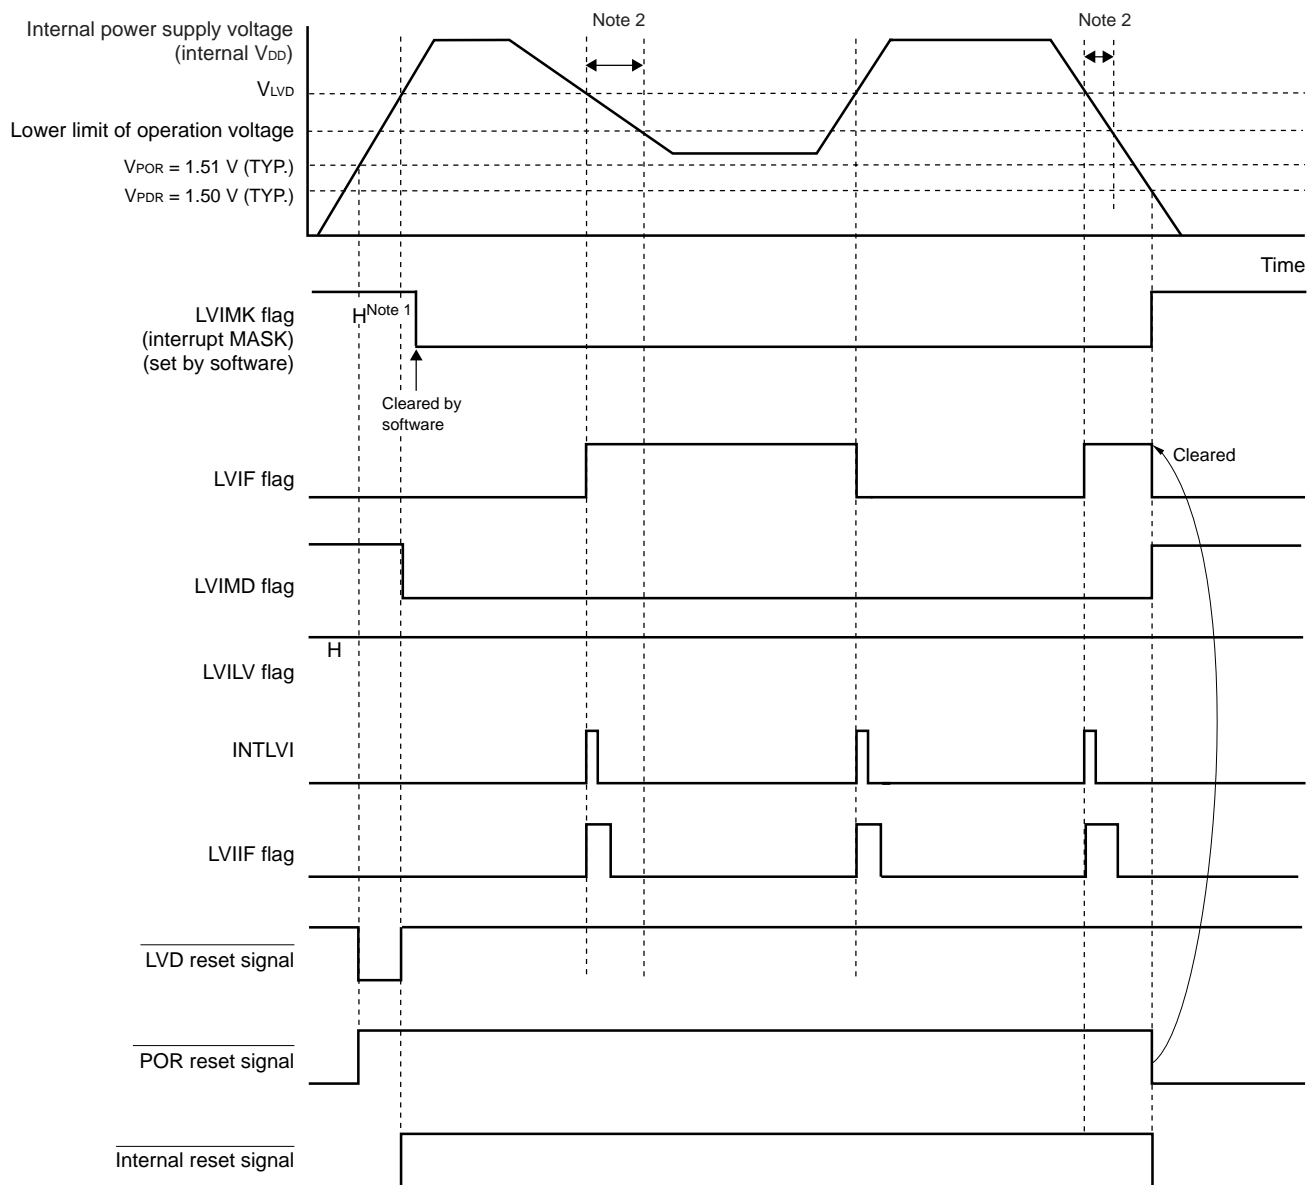 Note 2
Note 2
Internal power supply voltage
(internal VDD)
VLVD
Lower limit of operation voltage
VPOR = 1.51 V (TYP.)
VPDR = 1.50 V (TYP.)
Time
LVIMK flag
(interrupt MASK)
(set by software)
H Note 1
Cleared by
software
LVIF flag
Cleared
LVIMD flag
H
LVILV flag
INTLVI
LVIIF flag
LVD reset signal
POR reset signal
Internal reset signal